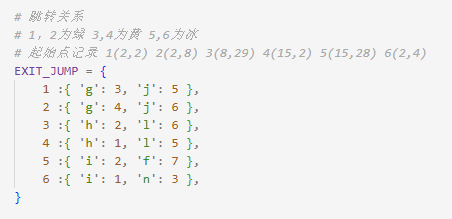 # 跳转关系
# 1，2为绿 3,4为黄 5,6为冰
# 起始点记录 1(2,2) 2(2,8) 3(8,29) 4(15,2) 5(15,28) 6(2,4)
EXIT_JUMP = {
    1 :{ 'g': 3, 'j': 5 },
    2 :{ 'g': 4, 'j': 6 },
    3 :{ 'h': 2, 'l': 6 },
    4 :{ 'h': 1, 'l': 5 },
    5 :{ 'i': 2, 'f': 7 },
    6 :{ 'i': 1, 'n': 3 },
}